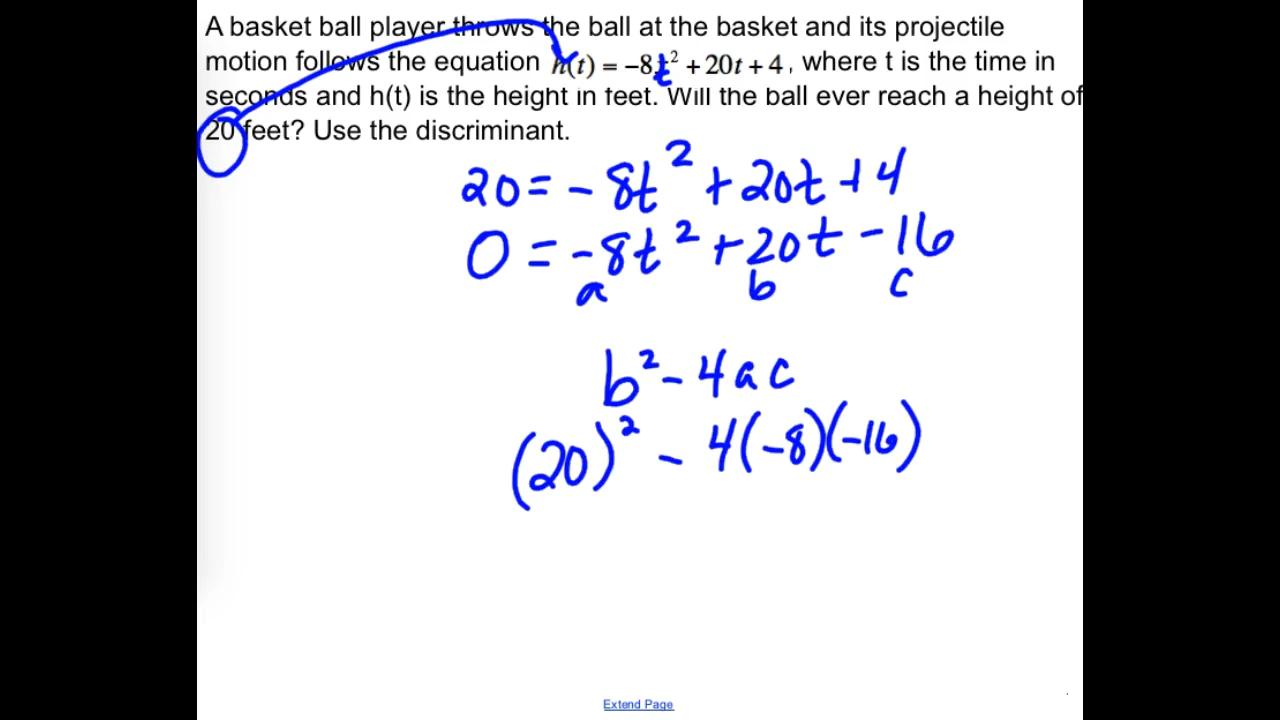 A basket ball player throws the ball at the basket and its projectile
motion follows the equation h(t) = −8t² + 20t + 4, where t is the time in
seconds and h(t) is the height in feet. Will the ball ever reach a height of
20 feet? Use the discriminant.
20 = -8t² + 20t + 4
0 = -8t² + 20t - 16
a b c
b² - 4ac
(20)² - 4(-8)(-16)
Extend Page